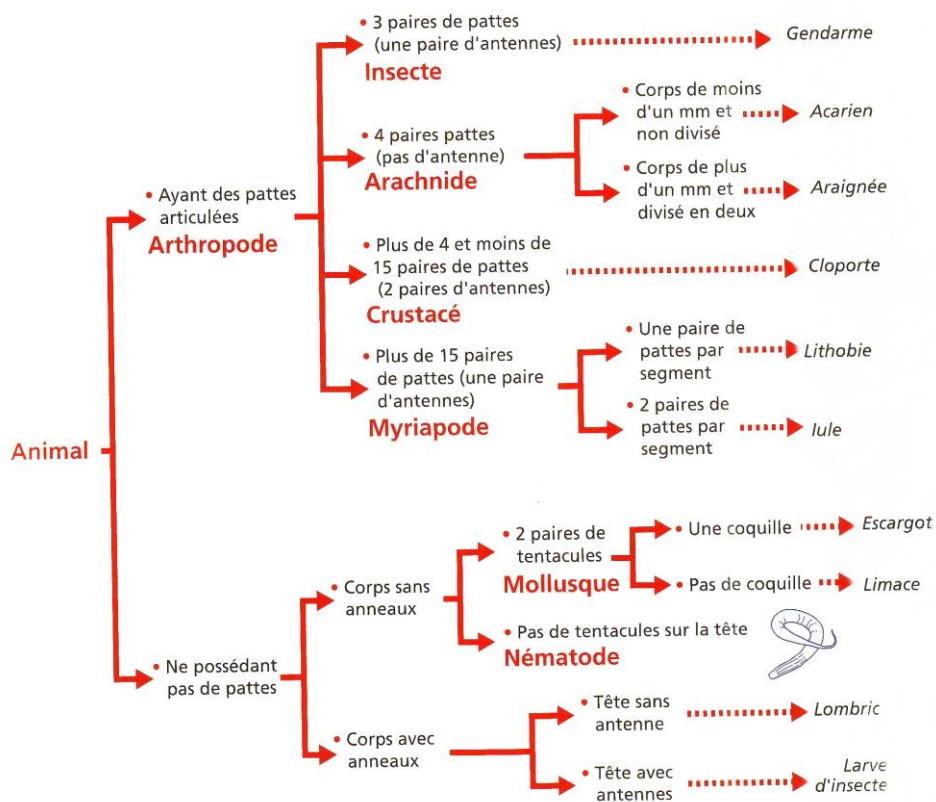 • 3 paires de pattes
(une paire d'antennes)
Insecte
Gendarme
• 4 paires pattes
(pas d'antenne)
Arachnide
• Corps de moins
d'un mm et
non divisé
Acarien
• Corps de plus
d'un mm et
divisé en deux
Araignée
• Ayant des pattes
articulées
Arthropode
• Plus de 4 et moins de
15 paires de pattes
(2 paires d'antennes)
Crustacé
Cloporte
• Plus de 15 paires
de pattes (une paire
d'antennes)
Myriapode
• Une paire de
pattes par
segment
Lithobie
• 2 paires de
pattes par
segment
Iule
Animal
• Ne possédant
pas de pattes
• Corps sans
anneaux
• 2 paires de
tentacules
Mollusque
• Une coquille
Escargot
• Pas de coquille
Limace
• Pas de tentacules sur la tête
Nématode
• Corps avec
anneaux
• Tête sans
antenne
Lombric
• Tête avec
antennes
Larve
d'insecte